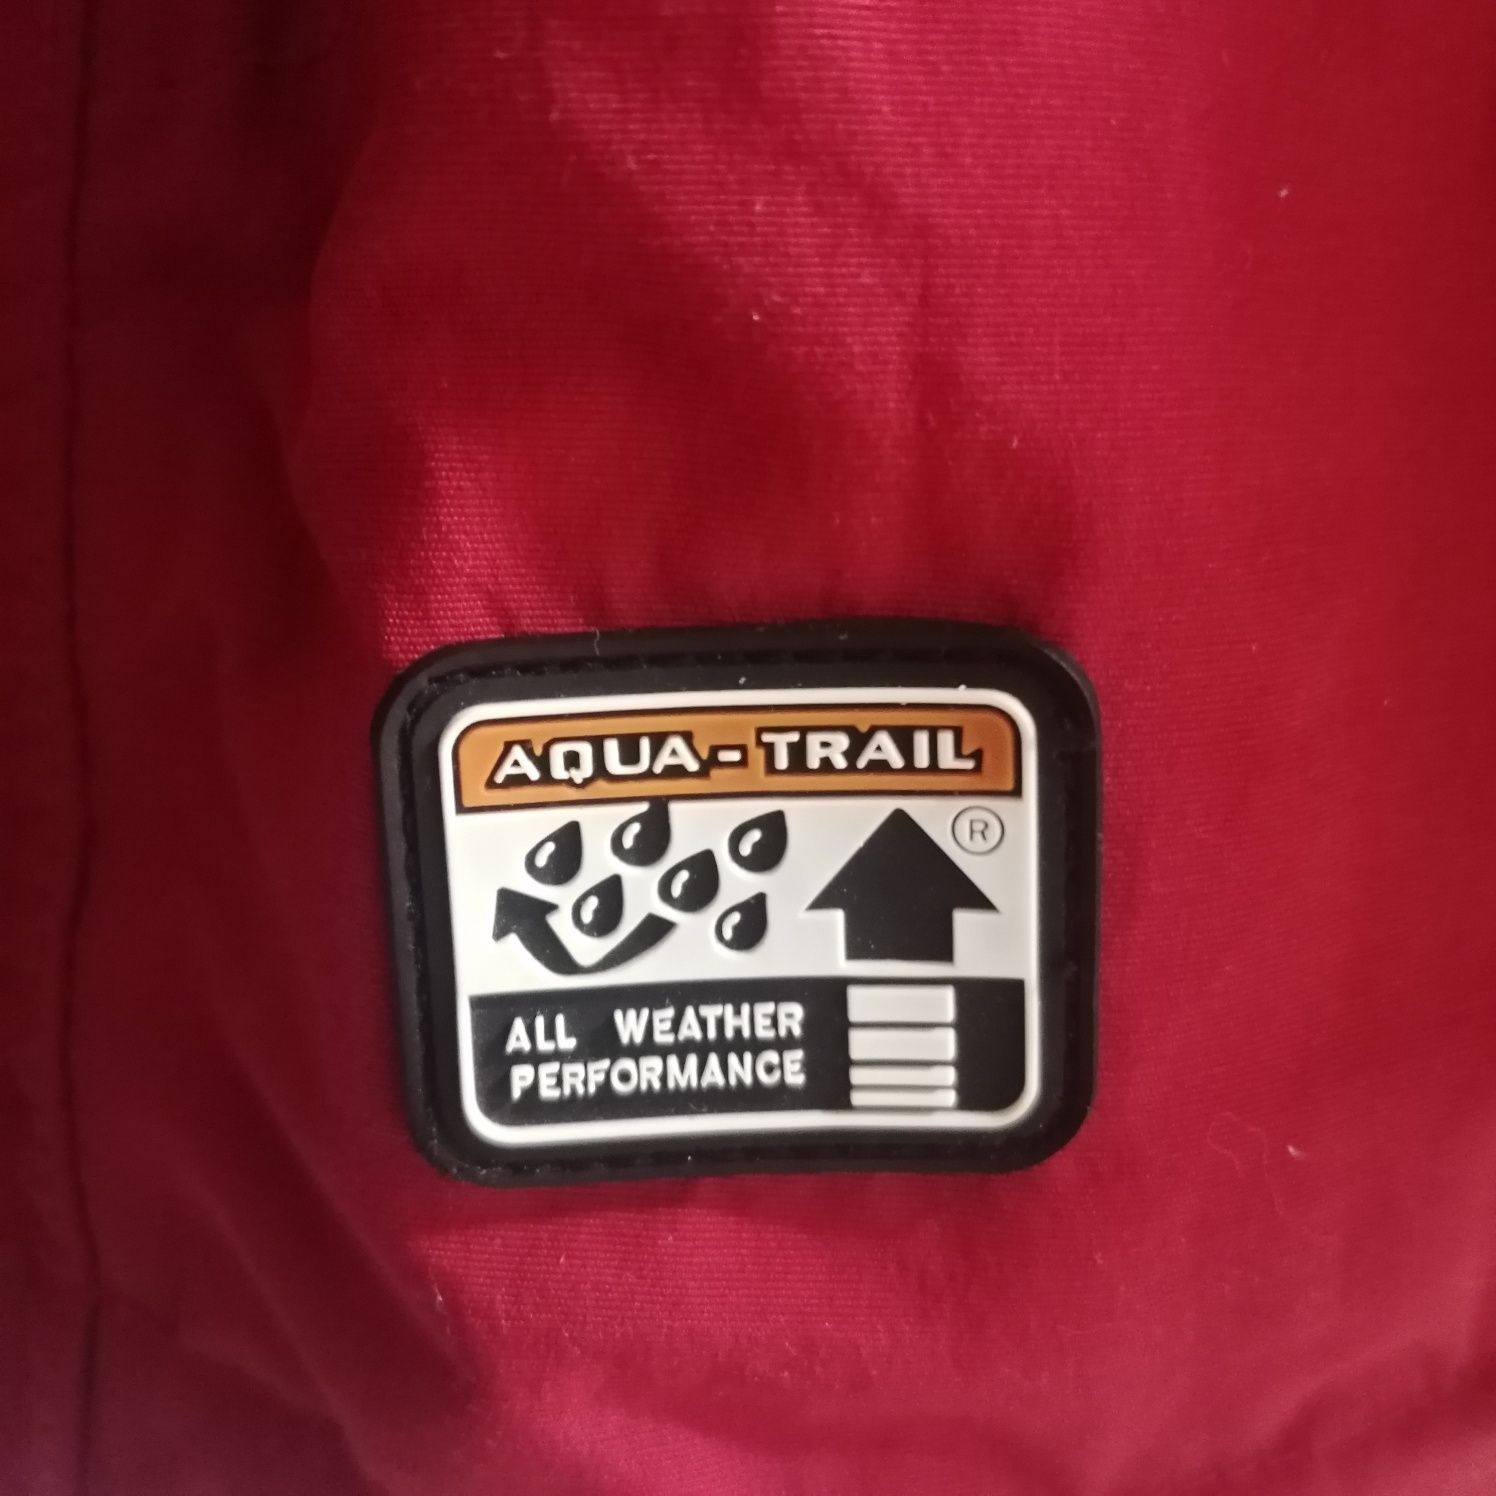 AQUA-TRAIL
®
ALL WEATHER
PERFORMANCE